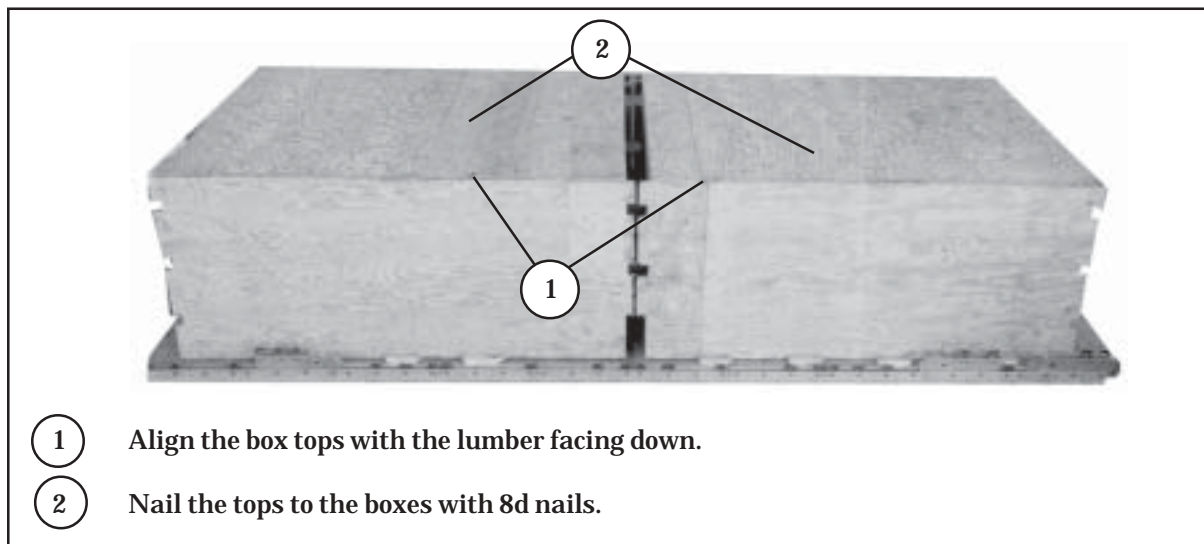 2
1
1 Align the box tops with the lumber facing down.
2 Nail the tops to the boxes with 8d nails.